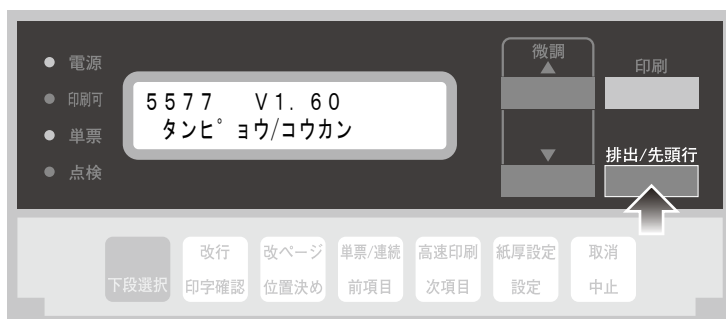 電源
印刷可
単票
点検
5577 V1.60
タンピョウ/コウカン
微調
▲
▼
印刷
排出/先頭行
下段選択
改行
印字確認
改ページ
位置決め
単票/連続
前項目
高速印刷
次項目
紙厚設定
設定
取消
中止